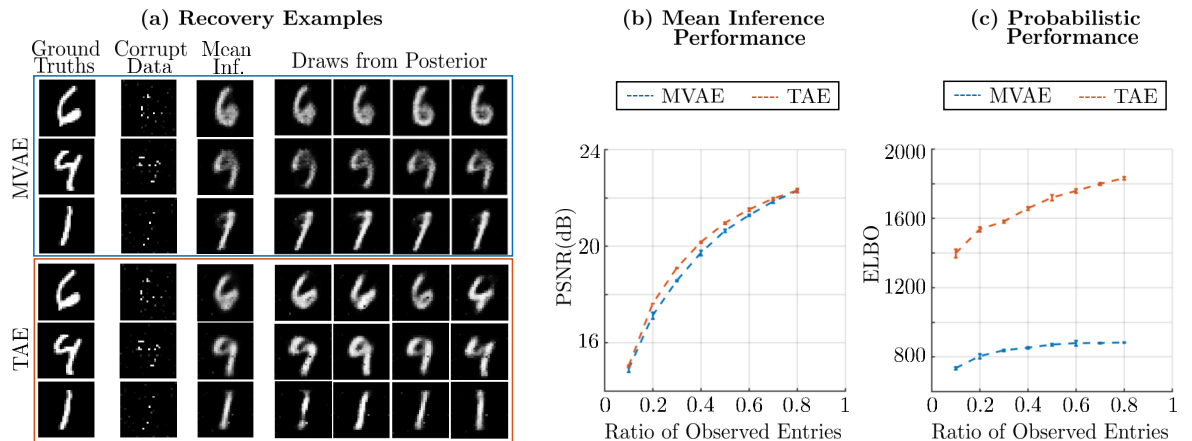 (a) Recovery Examples
Ground Truths
Corrupt Data
Mean Inf.
Draws from Posterior
MVAE
TAE
(b) Mean Inference
Performance
MVAE TAE
24
20
16
PSNR(dB)
0 0.2 0.4 0.6 0.8 1
Ratio of Observed Entries
(c) Probabilistic
Performance
MVAE TAE
2000
1600
1200
800
ELBO
0 0.2 0.4 0.6 0.8 1
Ratio of Observed Entries